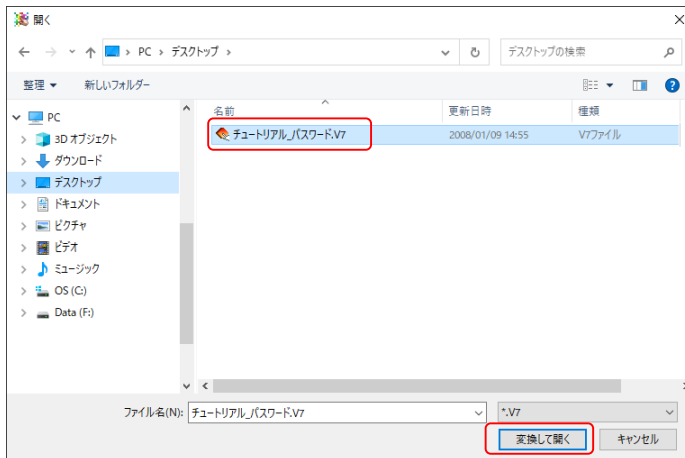 開く
PC › デスクトップ ›
デスクトップの検索
整理 新しいフォルダー
PC
3D オブジェクト
ダウンロード
デスクトップ
ドキュメント
ピクチャ
ビデオ
ミュージック
OS (C:)
Data (F:)
名前 更新日時 種類
チュートリアル_パスワード.V7 2008/01/09 14:55 V7ファイル
ファイル名(N): チュートリアル_パスワード.V7 *.V7
変換して開く キャンセル